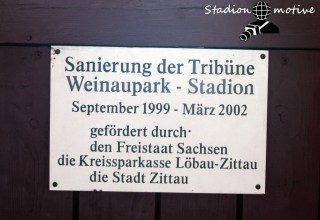 Stadion
motive
Sanierung der Tribüne
Weinaupark - Stadion
September 1999 - März 2002
gefördert durch:
den Freistaat Sachsen
die Kreissparkasse Löbau-Zittau
die Stadt Zittau